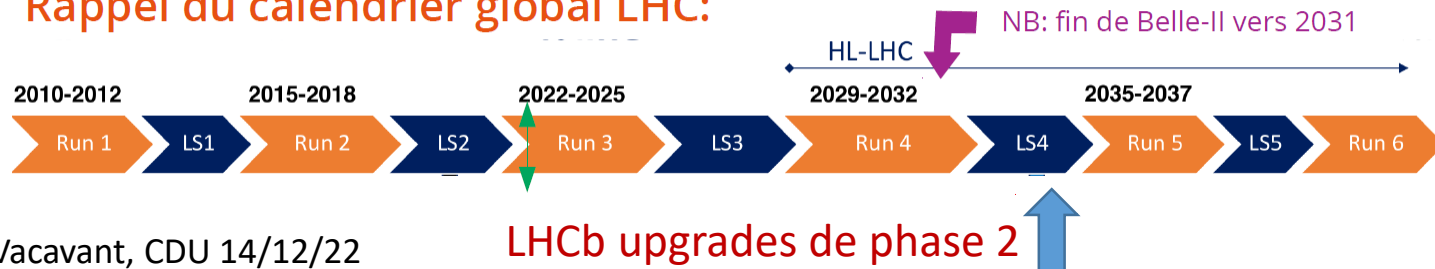 Rappel du calendrier global LHC:
NB: fin de Belle-II vers 2031
HL-LHC
2010-2012 2015-2018 2022-2025 2029-2032 2035-2037
Run 1 LS1 Run 2 LS2 Run 3 LS3 Run 4 LS4 Run 5 LS5 Run 6
Vacavant, CDU 14/12/22 LHCb upgrades de phase 2